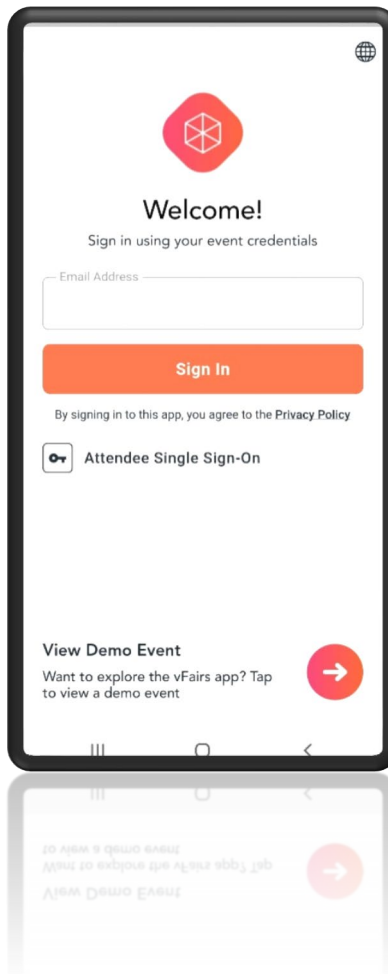 Welcome!
Sign in using your event credentials
Email Address
Sign In
By signing in to this app, you agree to the Privacy Policy
Attendee Single Sign-On
View Demo Event
Want to explore the vFairs app? Tap
to view a demo event